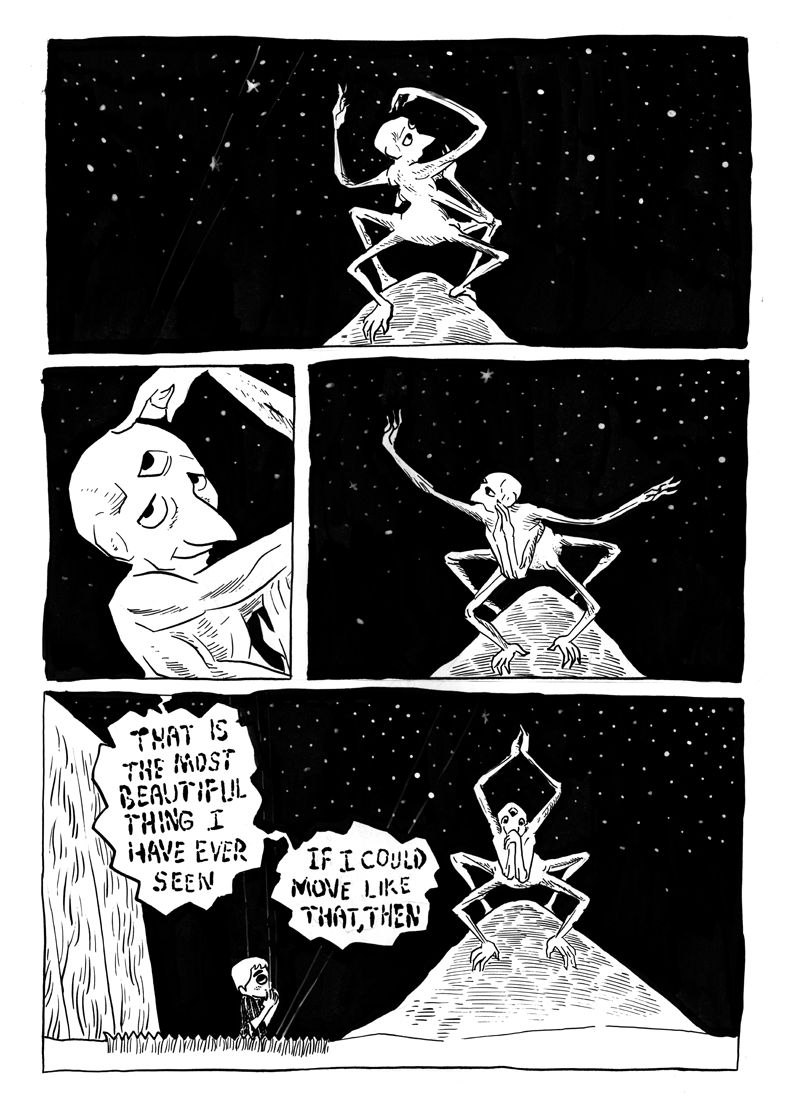 THAT IS
THE MOST
BEAUTIFUL
THING I
HAVE EVER
SEEN
IF I COULD
MOVE LIKE
THAT, THEN